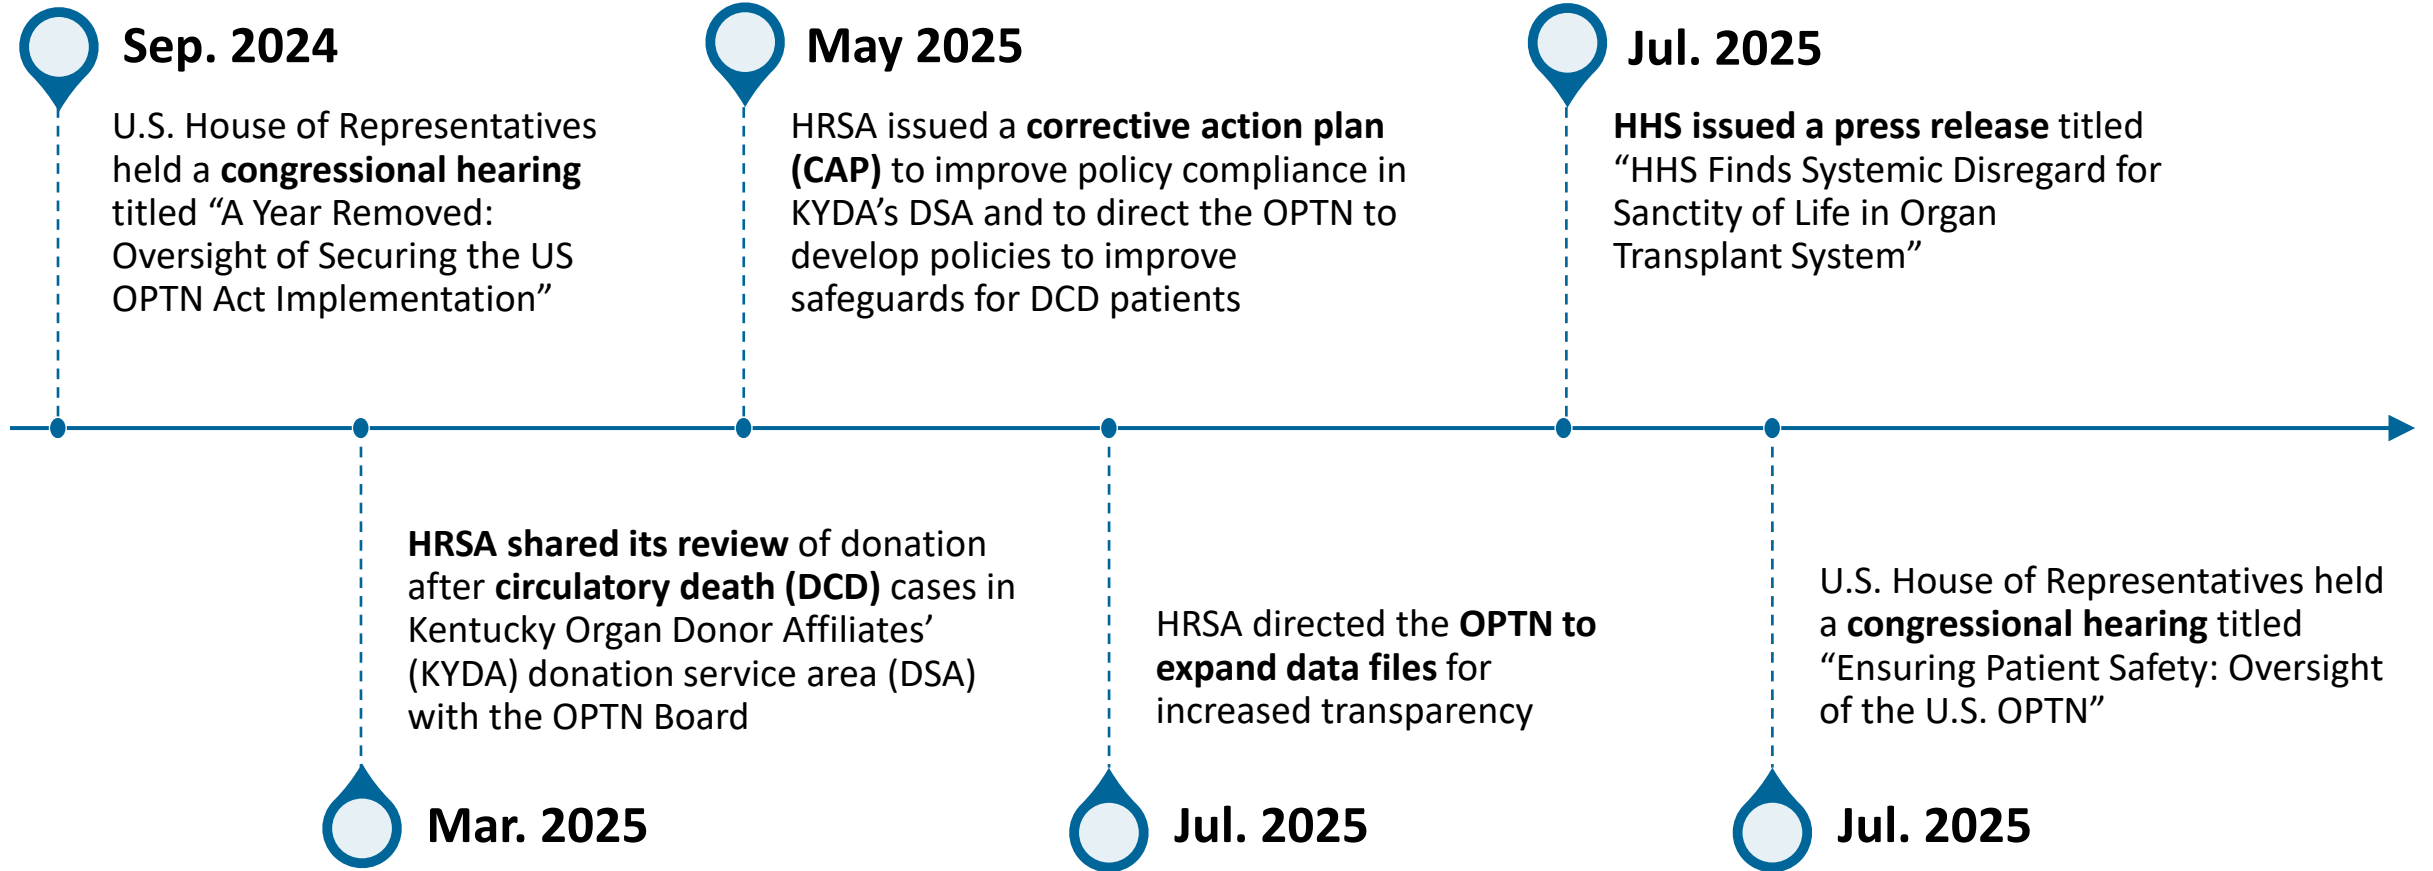 Sep. 2024
U.S. House of Representatives
held a congressional hearing
titled “A Year Removed:
Oversight of Securing the US
OPTN Act Implementation”
Mar. 2025
HRSA shared its review of donation
after circulatory death (DCD) cases in
Kentucky Organ Donor Affiliates’
(KYDA) donation service area (DSA)
with the OPTN Board
May 2025
HRSA issued a corrective action plan
(CAP) to improve policy compliance in
KYDA’s DSA and to direct the OPTN to
develop policies to improve
safeguards for DCD patients
Jul. 2025
HRSA directed the OPTN to
expand data files for
increased transparency
Jul. 2025
HHS issued a press release titled
“HHS Finds Systemic Disregard for
Sanctity of Life in Organ
Transplant System”
Jul. 2025
U.S. House of Representatives held
a congressional hearing titled
“Ensuring Patient Safety: Oversight
of the U.S. OPTN”